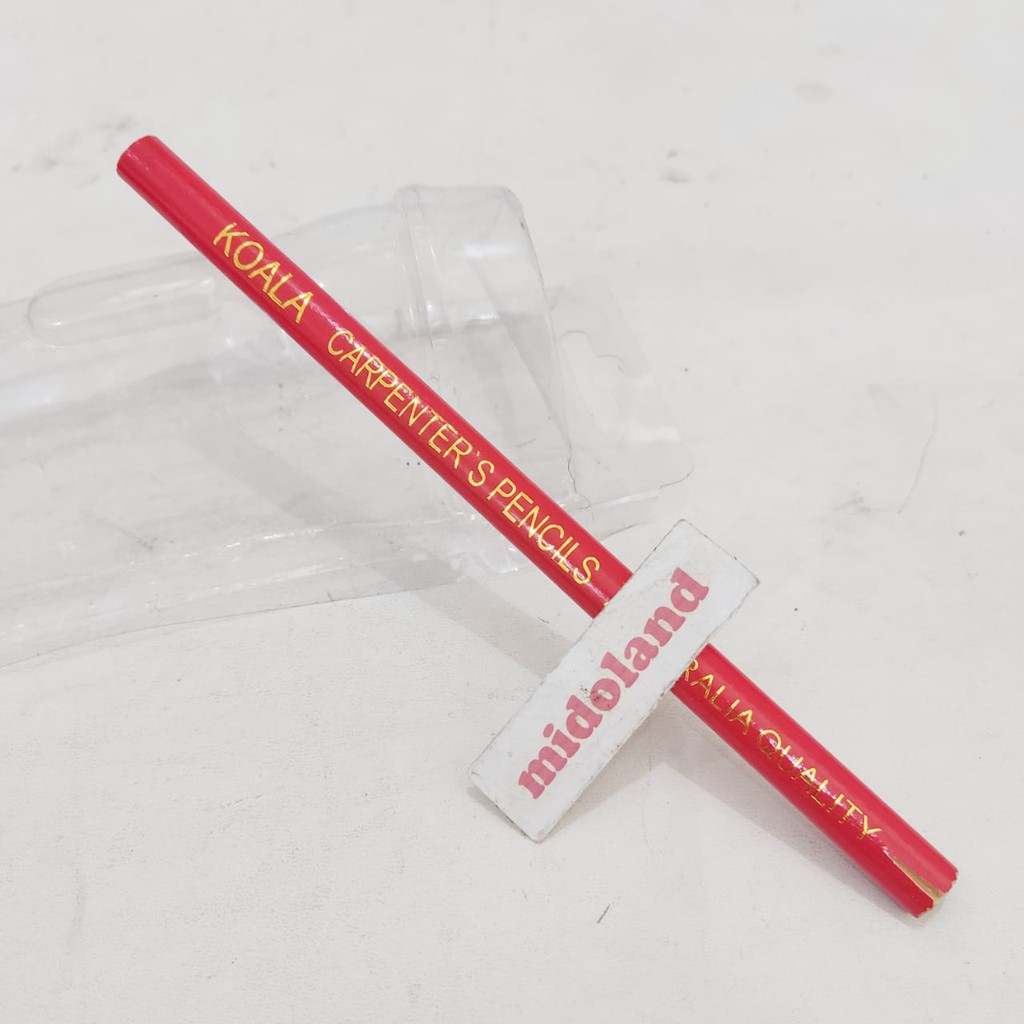 KOALA CARPENTER`S PENCILS RALIA QUALITY
midoland